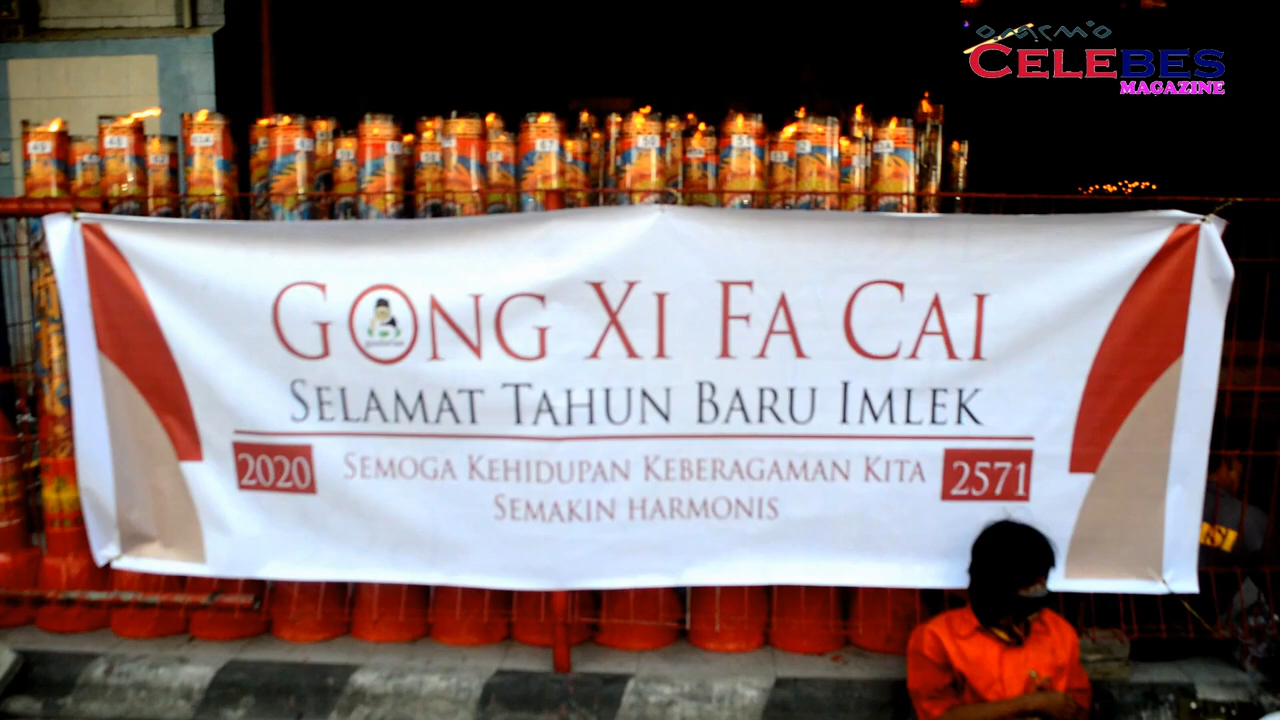 CELEBES
MAGAZINE
GONG XI FA CAI
SELAMAT TAHUN BARU IMLEK
2020 SEMOGA KEHIDUPAN KEBERAGAMAN KITA 2571
SEMAKIN HARMONIS